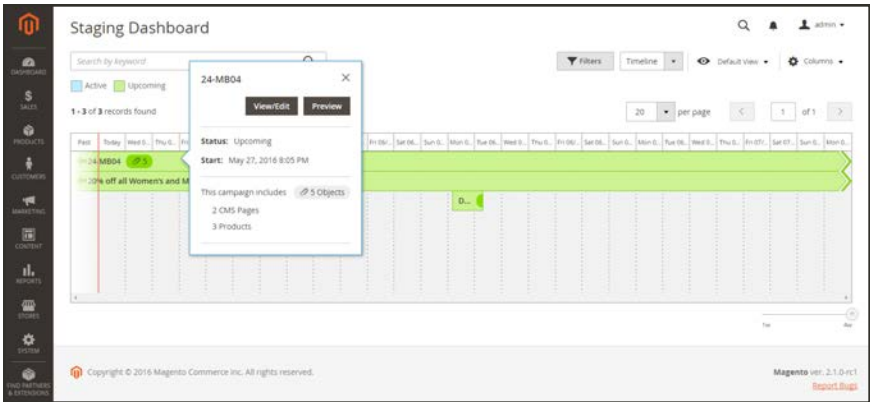 Staging Dashboard
admin
Search by keyword
Filters
Timeline
Default View
Columns
Active
Upcoming
1 - 3 of 3 records found
20
per page
1
of 1
Past
Today
24-MB04
5
20% off all Women's and M
D...
24-MB04
View/Edit
Preview
Status: Upcoming
Start: May 27, 2016 8:05 PM
This campaign includes
5 Objects
2 CMS Pages
3 Products
DASHBOARD
SALES
PRODUCTS
CUSTOMERS
MARKETING
CONTENT
REPORTS
STORES
SYSTEM
FIND PARTNERS
& EXTENSIONS
Copyright © 2016 Magento Commerce Inc. All rights reserved.
Magento ver. 2.1.0-rc1
Report Bugs